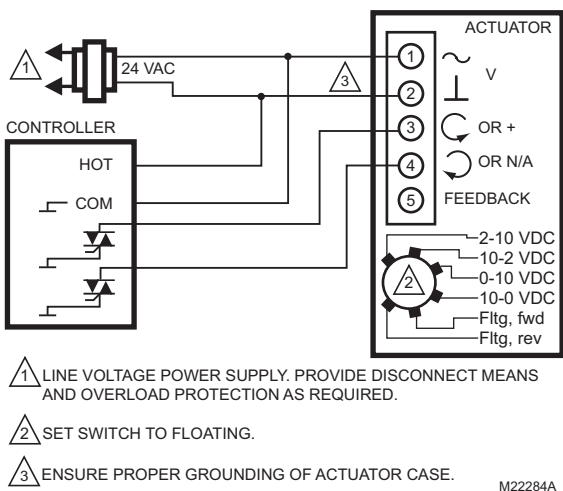 ACTUATOR
1
24 VAC
3
1
V
2
CONTROLLER
3
OR +
HOT
4
OR N/A
COM
5
FEEDBACK
2-10 VDC
10-2 VDC
2
0-10 VDC
10-0 VDC
Fltg, fwd
Fltg, rev
1 LINE VOLTAGE POWER SUPPLY. PROVIDE DISCONNECT MEANS
AND OVERLOAD PROTECTION AS REQUIRED.
2 SET SWITCH TO FLOATING.
3 ENSURE PROPER GROUNDING OF ACTUATOR CASE.
M22284A